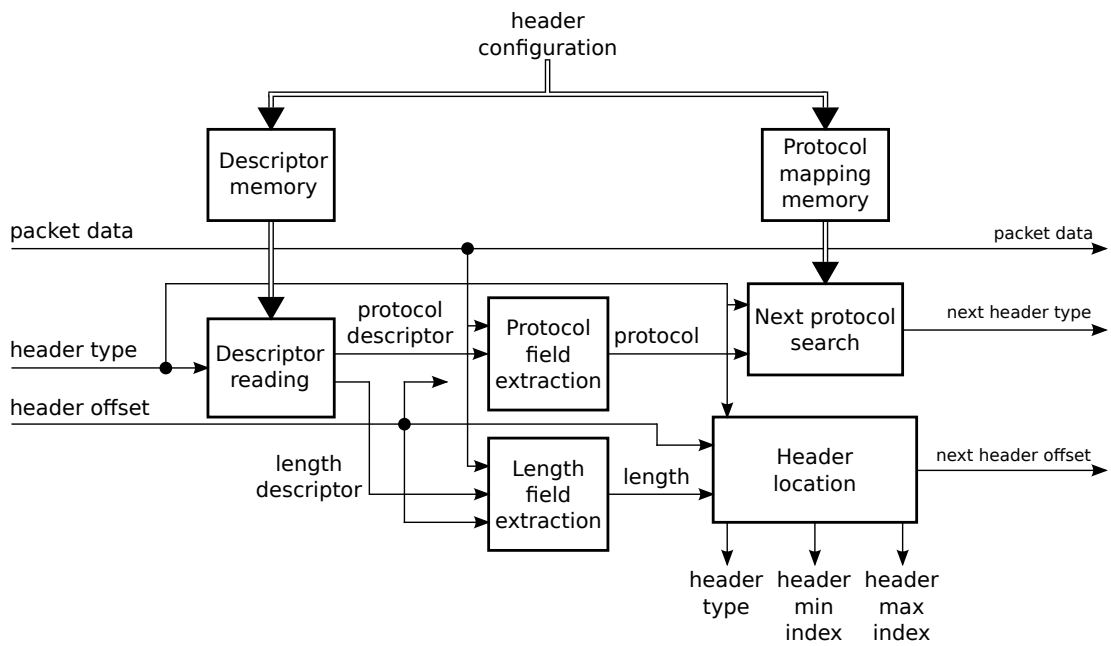 header
configuration
Descriptor
memory
Protocol
mapping
memory
packet data
packet data
protocol
descriptor
Protocol
field
extraction
protocol
Next protocol
search
next header type
header type
Descriptor
reading
header offset
length
descriptor
Length
field
extraction
length
Header
location
next header offset
header
type
header
min
index
header
max
index